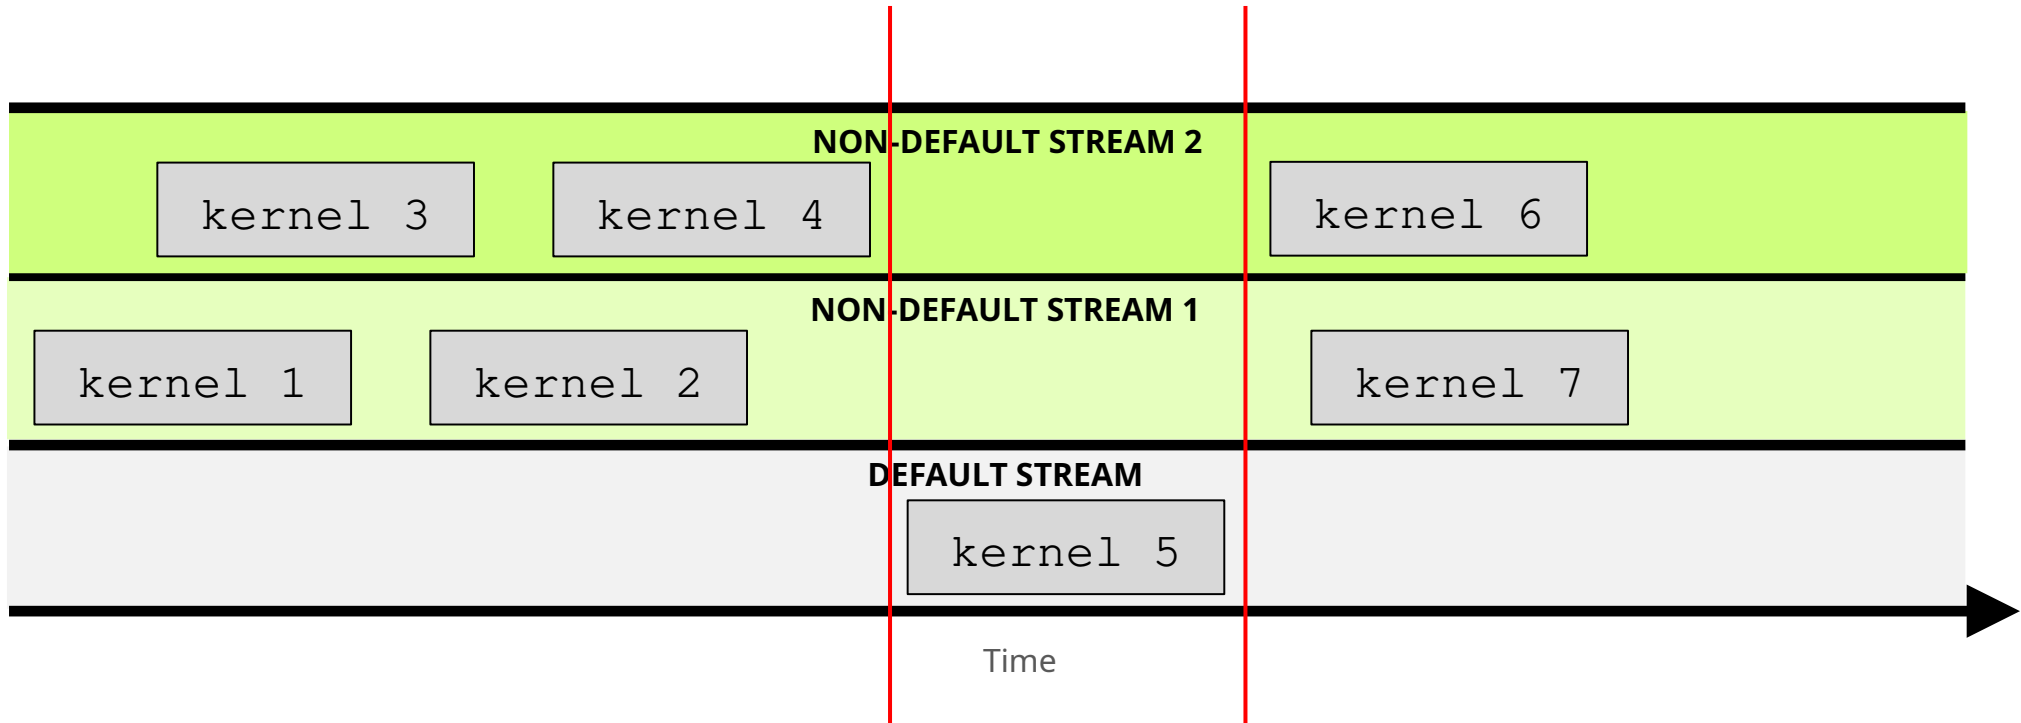 NON-DEFAULT STREAM 2
kernel 3
kernel 4
kernel 6
NON-DEFAULT STREAM 1
kernel 1
kernel 2
kernel 7
DEFAULT STREAM
kernel 5
Time